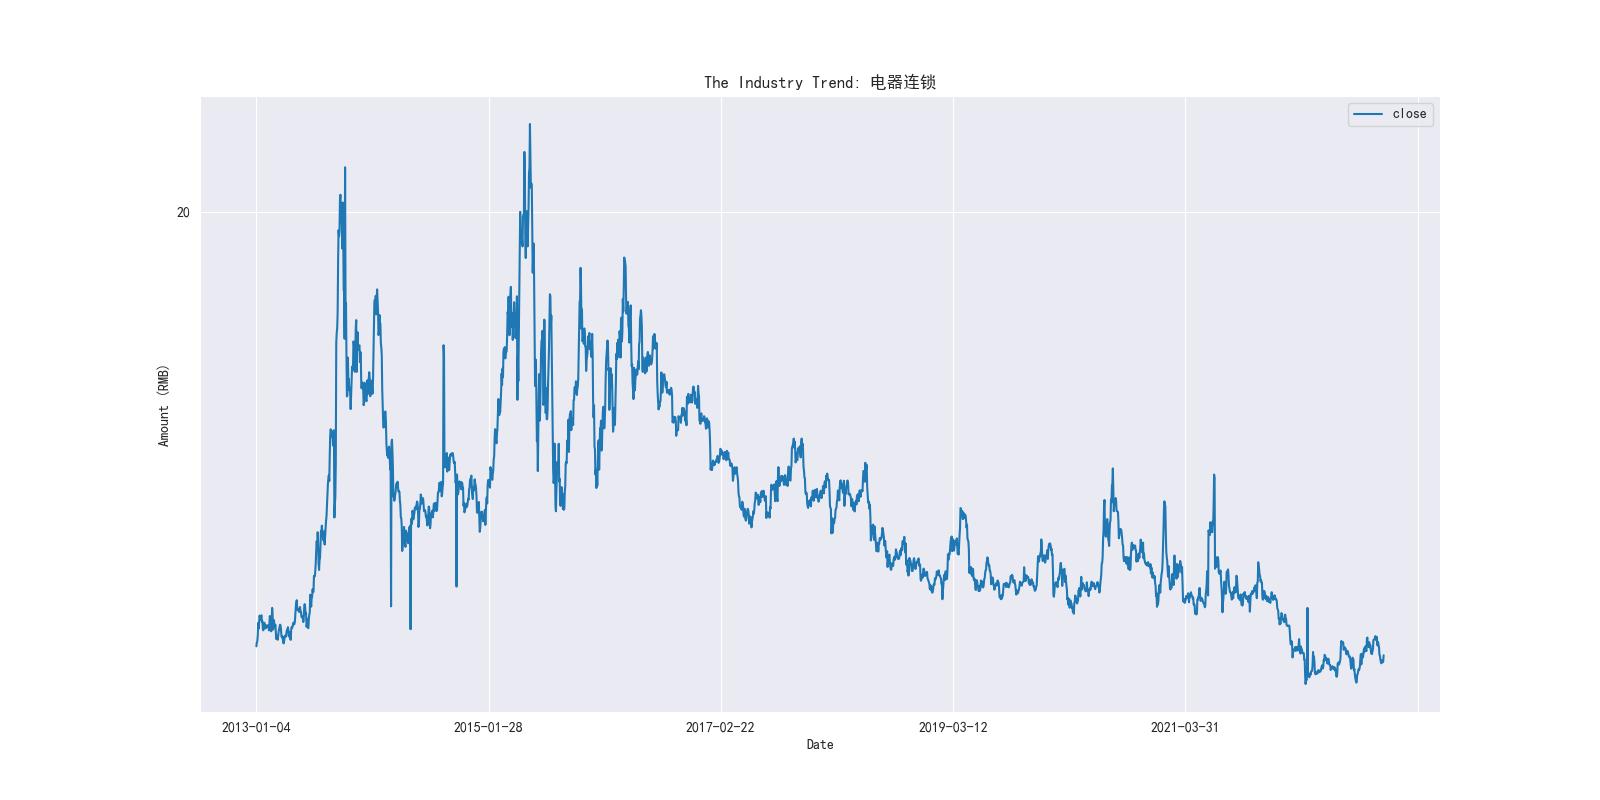 The Industry Trend: 电器连锁
close
20
Amount (RMB)
2013-01-04
2015-01-28
2017-02-22
2019-03-12
2021-03-31
Date